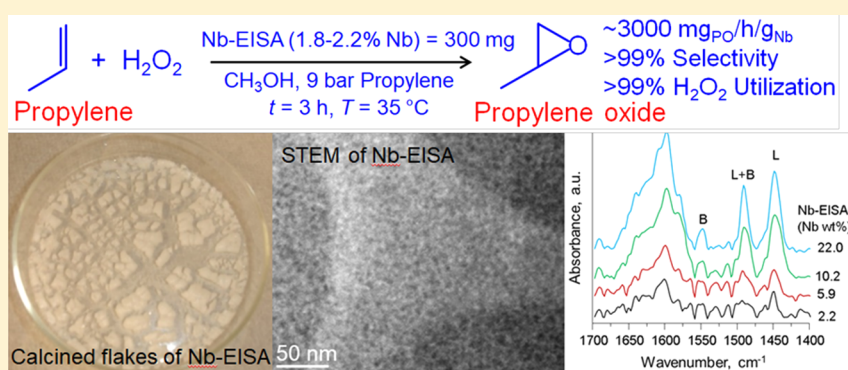 Nb-EISA (1.8-2.2% Nb) = 300 mg
+ H₂O₂
CH₃OH, 9 bar Propylene
t = 3 h, T = 35 °C
Propylene
O
Propylene oxide
~3000 mg_PO/h/g_Nb
>99% Selectivity
>99% H₂O₂ Utilization
Calcined flakes of Nb-EISA
STEM of Nb-EISA
50 nm
Absorbance, a.u.
B
L+B
L
Nb-EISA
(Nb wt%)
22.0
10.2
5.9
2.2
1700 1650 1600 1550 1500 1450 1400
Wavenumber, cm⁻¹